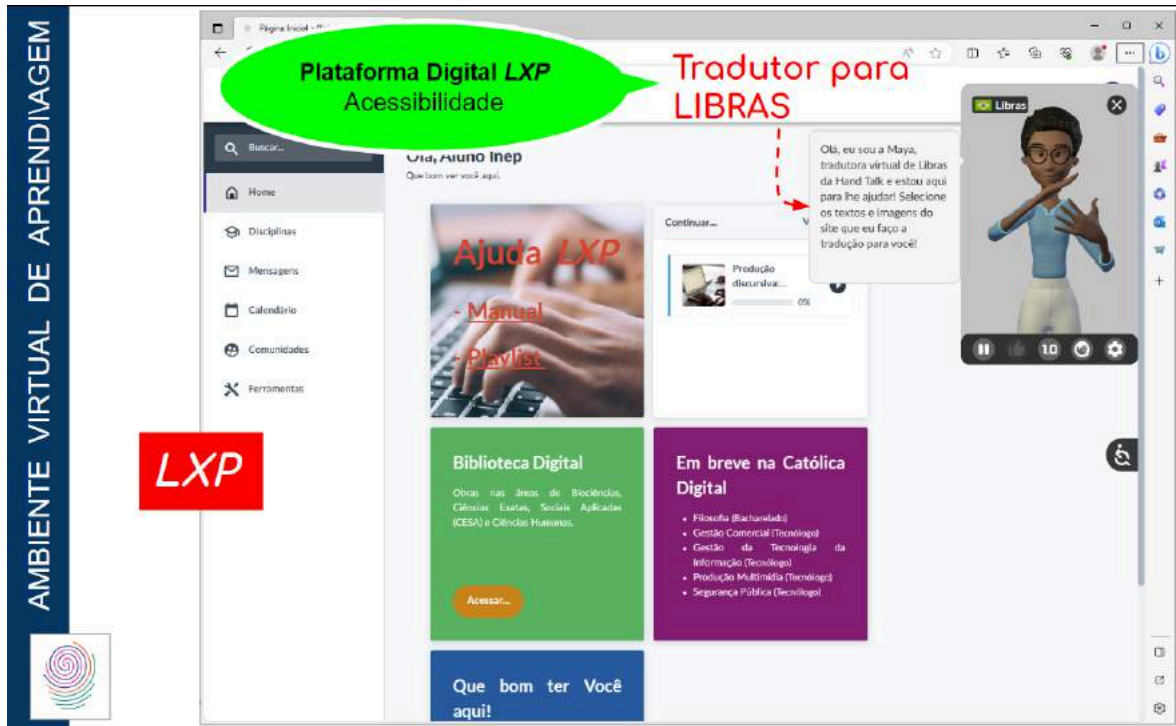 AMBIENTE VIRTUAL DE APRENDIVAGEM
Página Inicial -
Plataforma Digital LXP
Acessibilidade
Tradutor para
LIBRAS
Libras
Buscar...
Olá, Aluno Inep
Que bom ver você aqui.
Home
Disciplinas
Mensagens
Calendário
Comunidades
Ferramentas
LXP
Ajuda LXP
- Manual
- Playlist
Continuar...
Produção
discursiva:...
0%
Olá, eu sou a Maya,
tradutora virtual de Libras
da Hand Talk e estou aqui
para lhe ajudar! Selecione
os textos e imagens do
site que eu faço a
tradução para você!
1.0
Biblioteca Digital
Obras nas áreas de Biociências,
Ciências Exatas, Sociais Aplicadas
(CESA) e Ciências Humanas.
Acessar...
Em breve na Católica
Digital
• Filosofia (Bacharelado)
• Gestão Comercial (Tecnólogo)
• Gestão da Tecnologia da
Informação (Tecnólogo)
• Produção Multimídia (Tecnólogo)
• Segurança Pública (Tecnólogo)
Que bom ter Você
aqui!